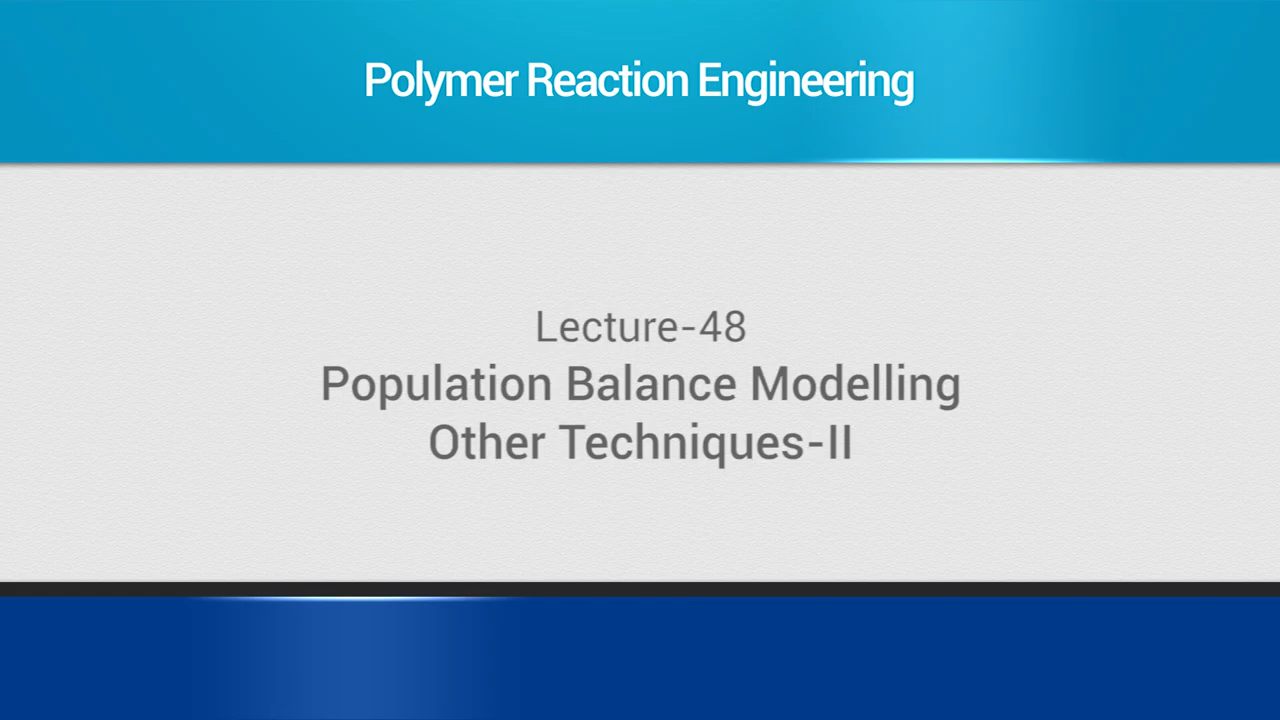 Polymer Reaction Engineering
Lecture-48
Population Balance Modelling
Other Techniques-II